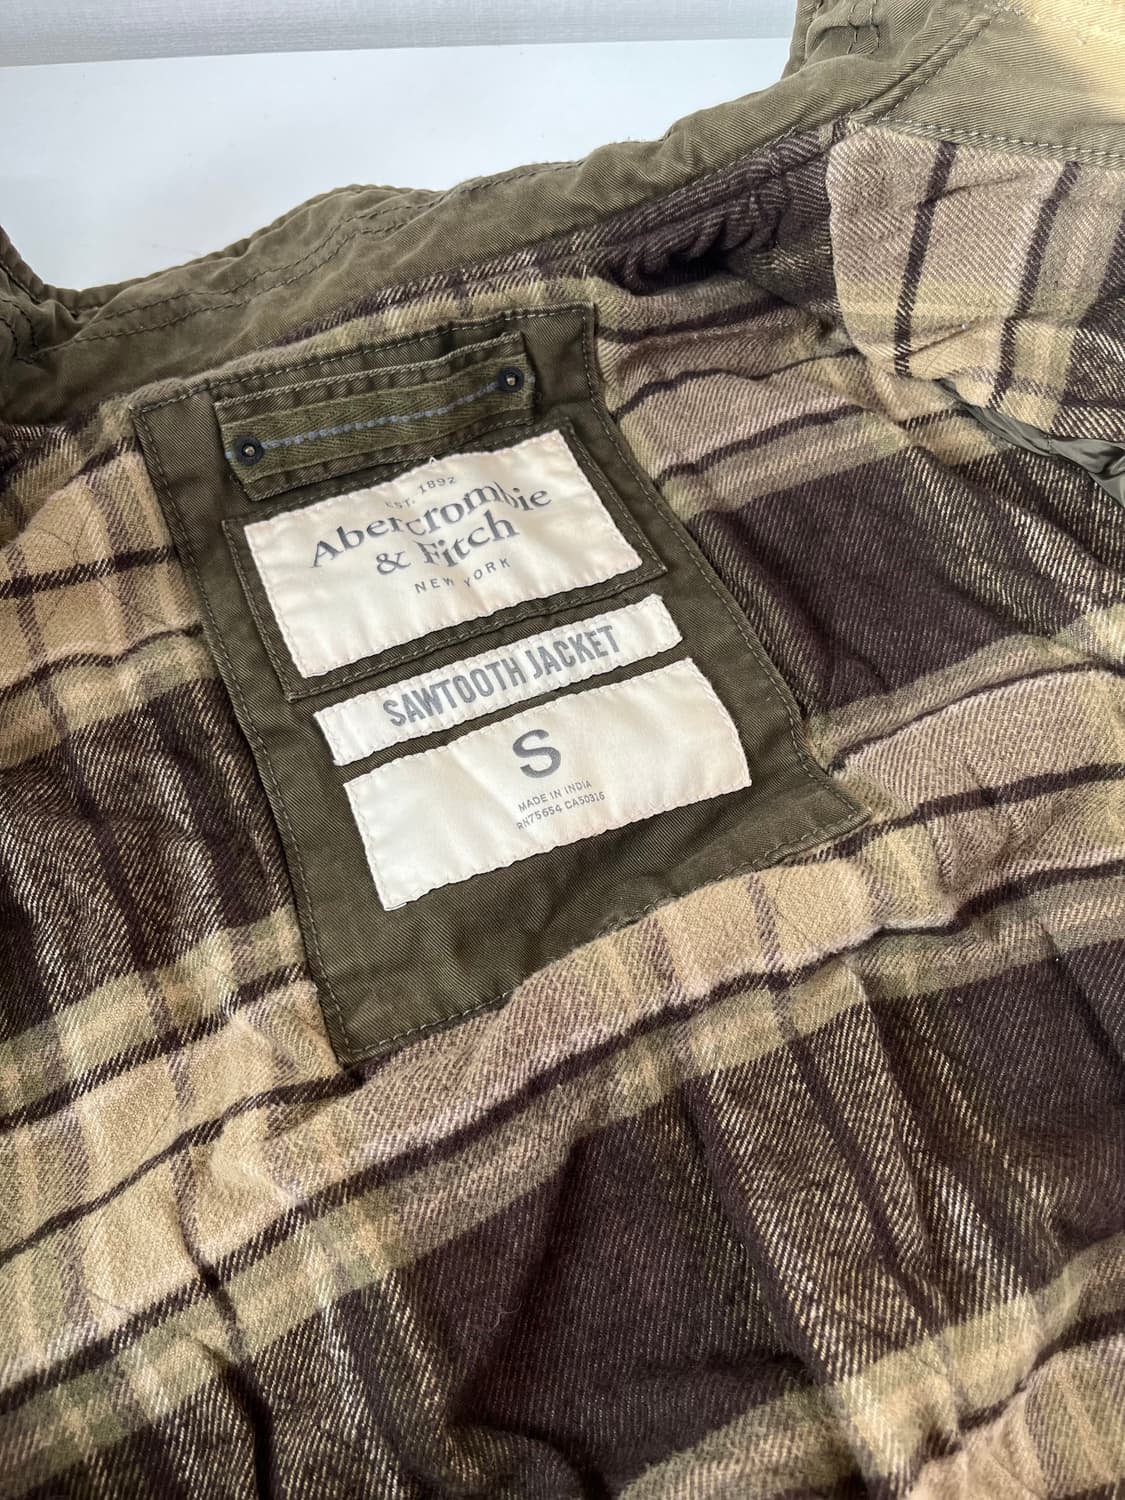 EST. 1892
Abercrombie
& Fitch
NEW YORK
SAWTOOTH JACKET
S
MADE IN INDIA
RN75654 CA50316